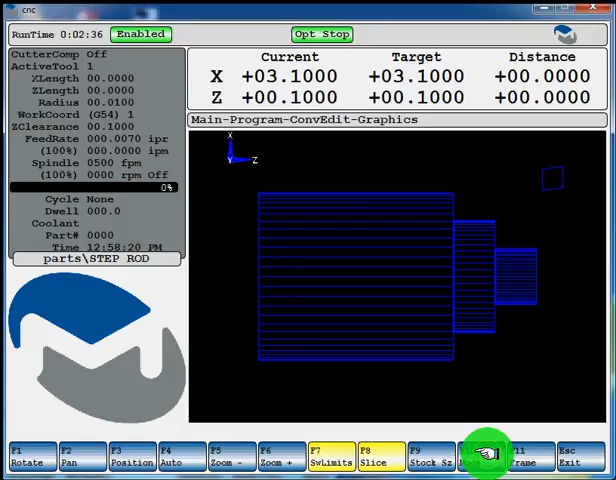 cnc
RunTime 0:02:36 Enabled Opt Stop
CutterComp Off
ActiveTool 1
XLength 00.0000
ZLength 00.0000
Radius 00.0100
WorkCoord (G54) 1
ZClearance 00.1000
FeedRate 000.0070 ipr
(100%) 000.0000 ipm
Spindle 0500 fpm
(100%) 0000 rpm Off
0%
Cycle None
Dwell 000.0
Coolant
Part# 0000
Time 12:58:20 PM
parts\STEP ROD
Current Target Distance
X +03.1000 +03.1000 +00.0000
Z +00.1000 +00.1000 +00.0000
Main-Program-ConvEdit-Graphics
X
Y Z
F1 Rotate
F2 Pan
F3 Position
F4 Auto
F5 Zoom -
F6 Zoom +
F7 SwLimits
F8 Slice
F9 Stock Sz
F11 Frame
Esc Exit